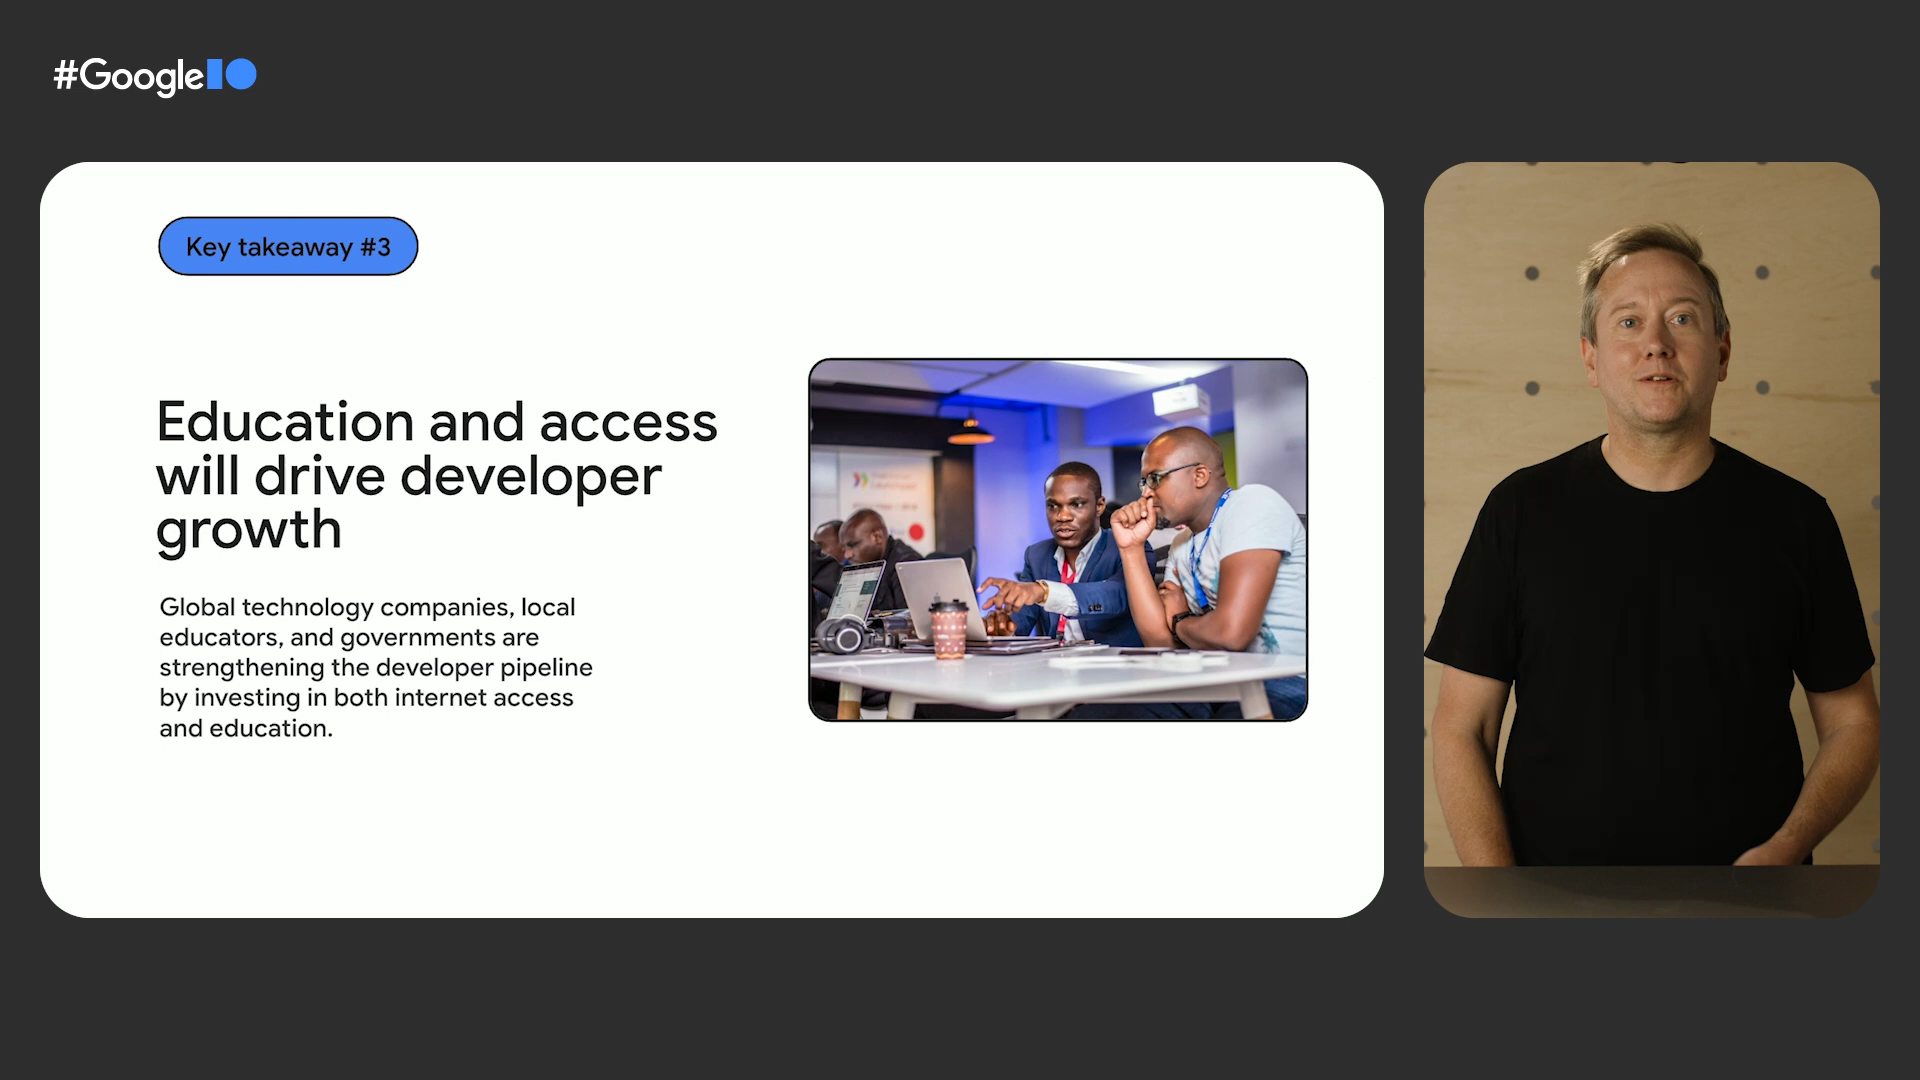 #GoogleIO
Key takeaway #3
Education and access
will drive developer
growth
Global technology companies, local
educators, and governments are
strengthening the developer pipeline
by investing in both internet access
and education.